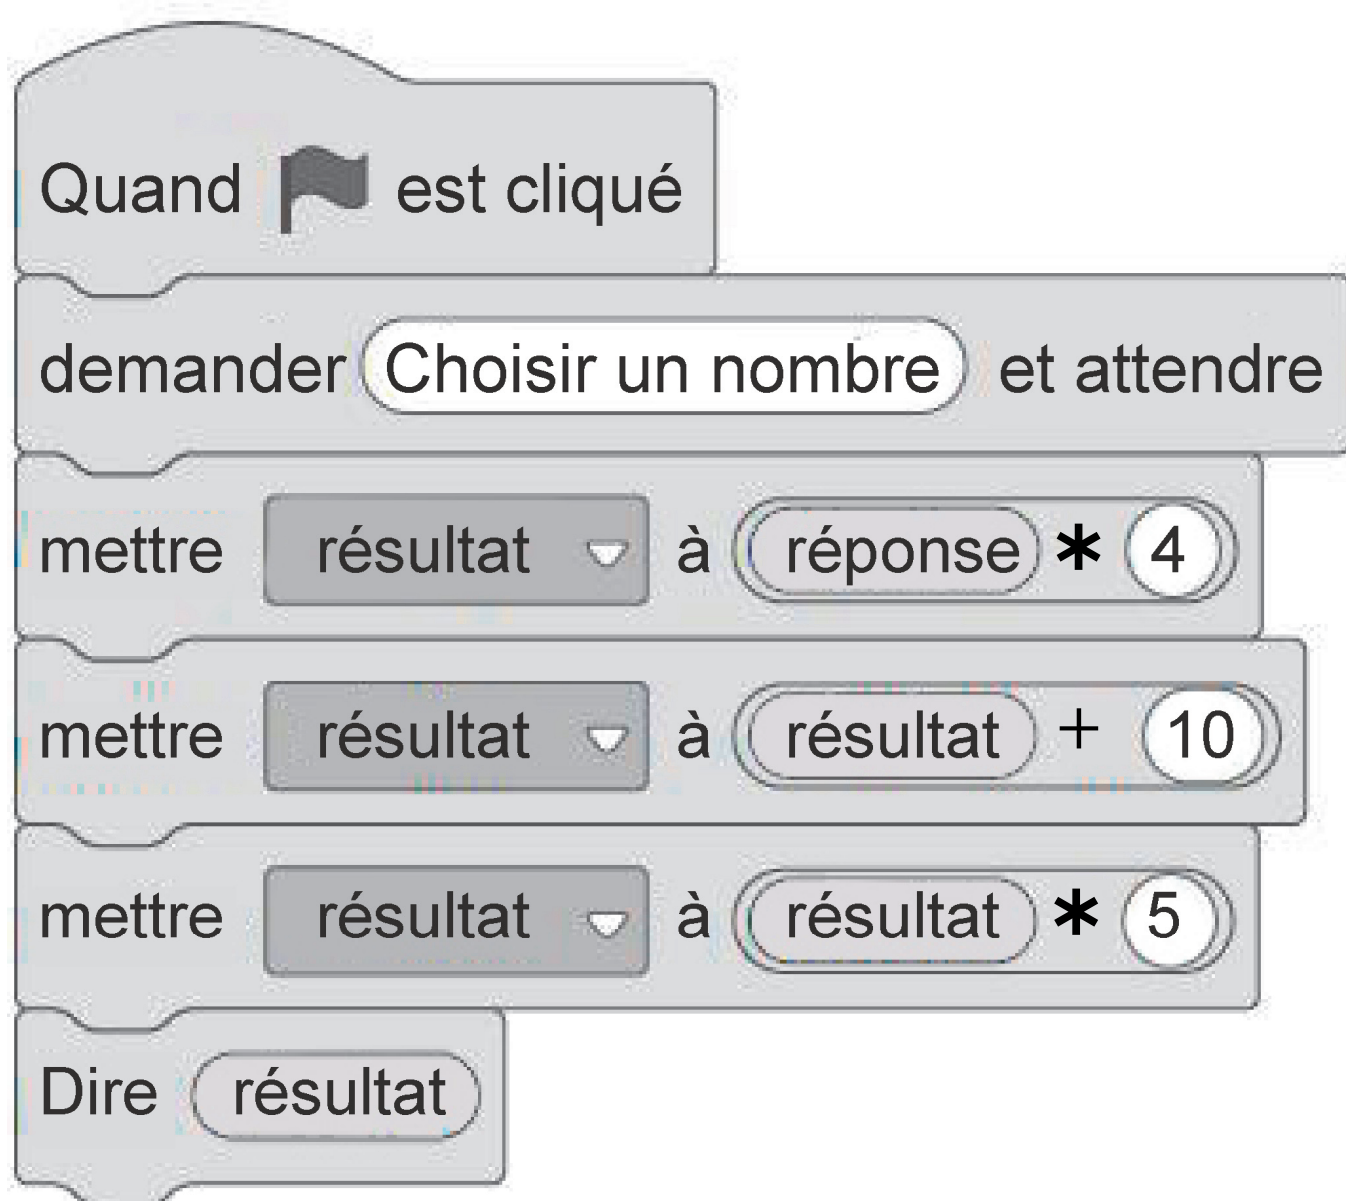 Quand est cliqué
demander Choisir un nombre et attendre
mettre résultat à réponse * 4
mettre résultat à résultat + 10
mettre résultat à résultat * 5
Dire résultat